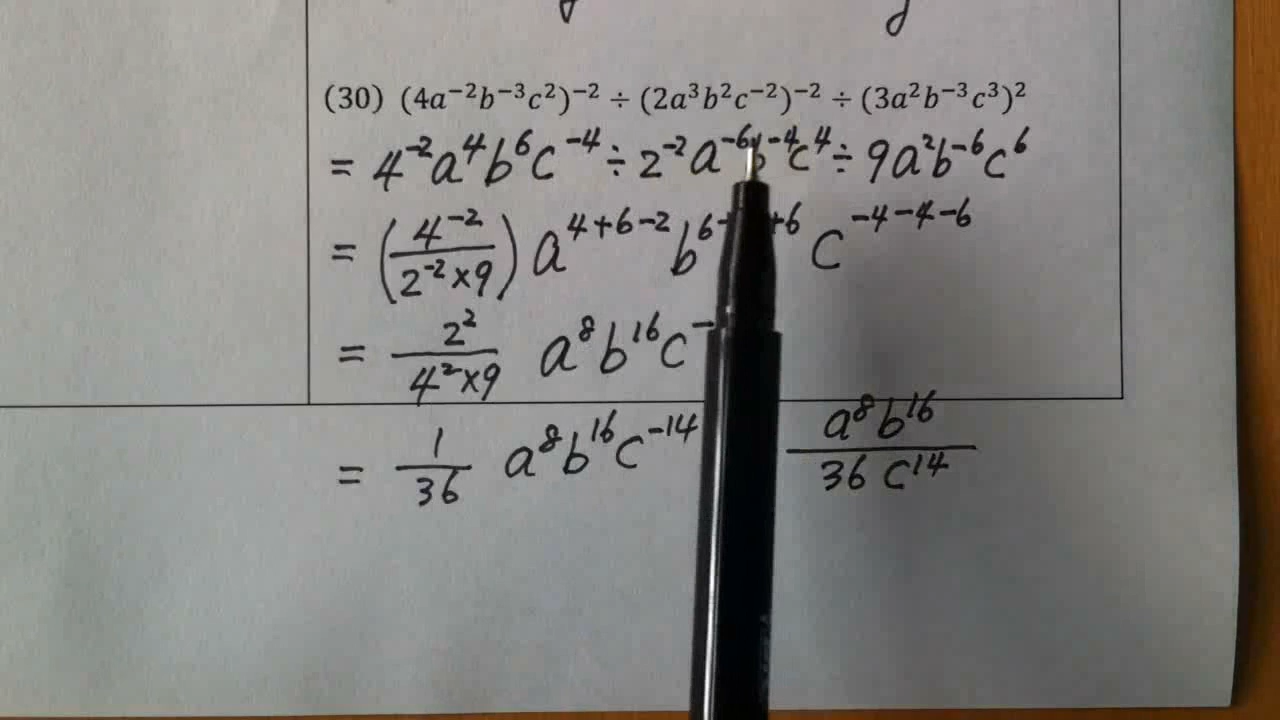 (30) (4a⁻²b⁻³c²)⁻² ÷ (2a³b²c⁻²)⁻² ÷ (3a²b⁻³c³)²
= 4⁻²a⁴b⁶c⁻⁴ ÷ 2⁻²a⁻⁶b⁻⁴c⁴ ÷ 9a²b⁻⁶c⁶
= (4⁻²/(2⁻²×9)) a⁴⁺⁶⁻² b⁶⁺ ⁺⁶ c⁻⁴⁻⁴⁻⁶
= 2²/(4²×9) a⁸b¹⁶c⁻
= 1/36 a⁸b¹⁶c⁻¹⁴ a⁸b¹⁶/(36c¹⁴)